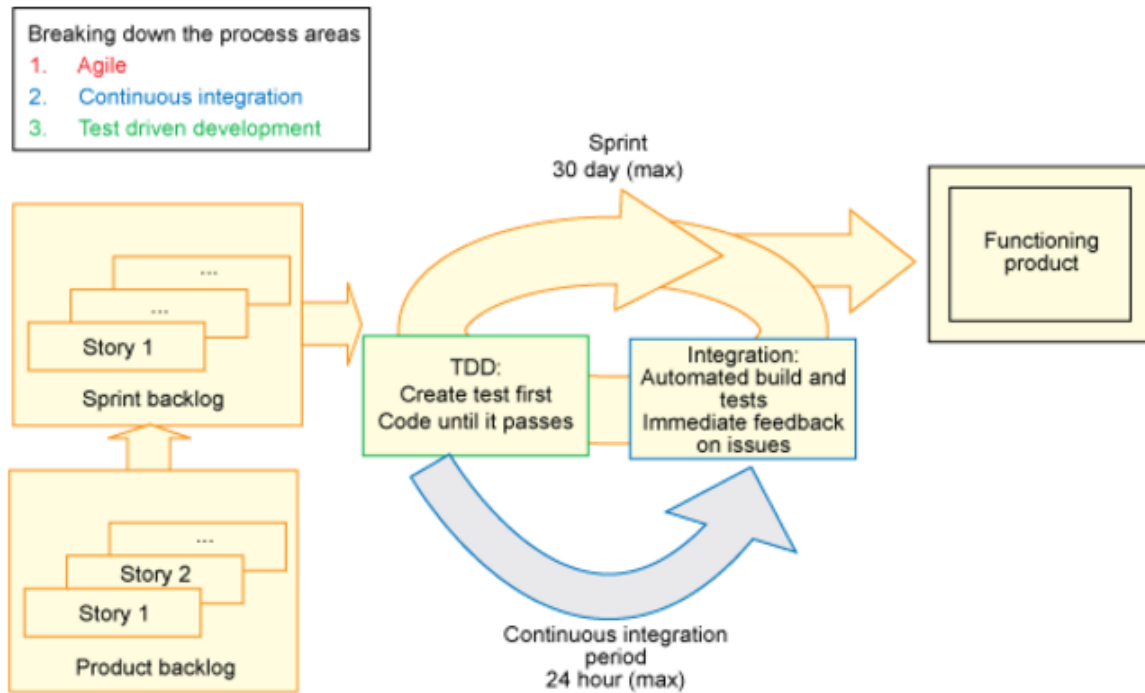 Breaking down the process areas
1. Agile
2. Continuous integration
3. Test driven development
Sprint
30 day (max)
...
...
Story 1
Sprint backlog
TDD:
Create test first
Code until it passes
Integration:
Automated build and
tests
Immediate feedback
on issues
Functioning
product
...
Story 2
Story 1
Product backlog
Continuous integration
period
24 hour (max)